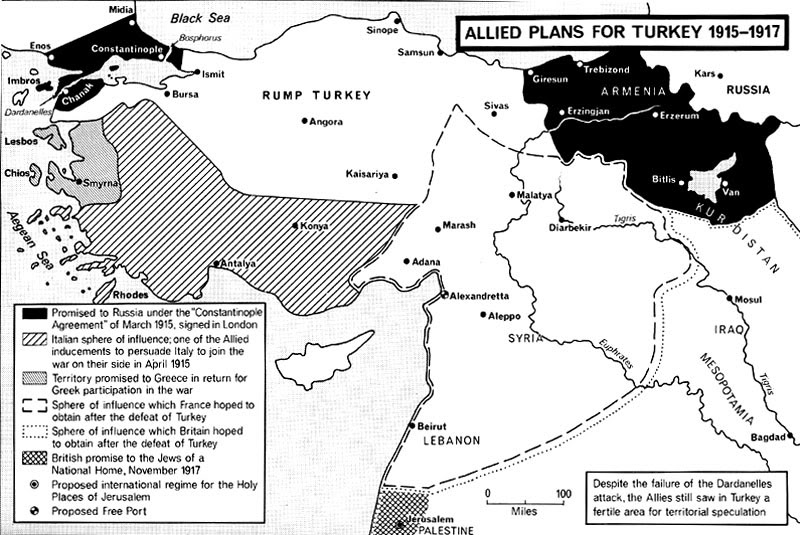 ALLIED PLANS FOR TURKEY 1915–1917
Black Sea
Midia
Bosphorus
Constantinople
Enos
Sinope
Samsun
Ismit
Imbros
Chanak
Dardanelles
Bursa
RUMP TURKEY
Giresun
Trebizond
ARMENIA
Kars
RUSSIA
Sivas
Erzingjan
Erzerum
Angora
Lesbos
Chios
Smyrna
Kaisariya
Malatya
Bitlis
Van
KURDISTAN
Diarbekir
Tigris
Aegean Sea
Konya
Marash
Antalya
Adana
Rhodes
Alexandretta
Mosul
Aleppo
IRAQ
SYRIA
Euphrates
MESOPOTAMIA
Tigris
Beirut
LEBANON
Bagdad
Jerusalem
PALESTINE
Promised to Russia under the "Constantinople
Agreement" of March 1915, signed in London
Italian sphere of influence; one of the Allied
inducements to persuade Italy to join the
war on their side in April 1915
Territory promised to Greece in return for
Greek participation in the war
Sphere of influence which France hoped to
obtain after the defeat of Turkey
Sphere of influence which Britain hoped
to obtain after the defeat of Turkey
British promise to the Jews of a
National Home, November 1917
Proposed international regime for the Holy
Places of Jerusalem
Proposed Free Port
0 100
Miles
Despite the failure of the Dardanelles
attack, the Allies still saw in Turkey a
fertile area for territorial speculation